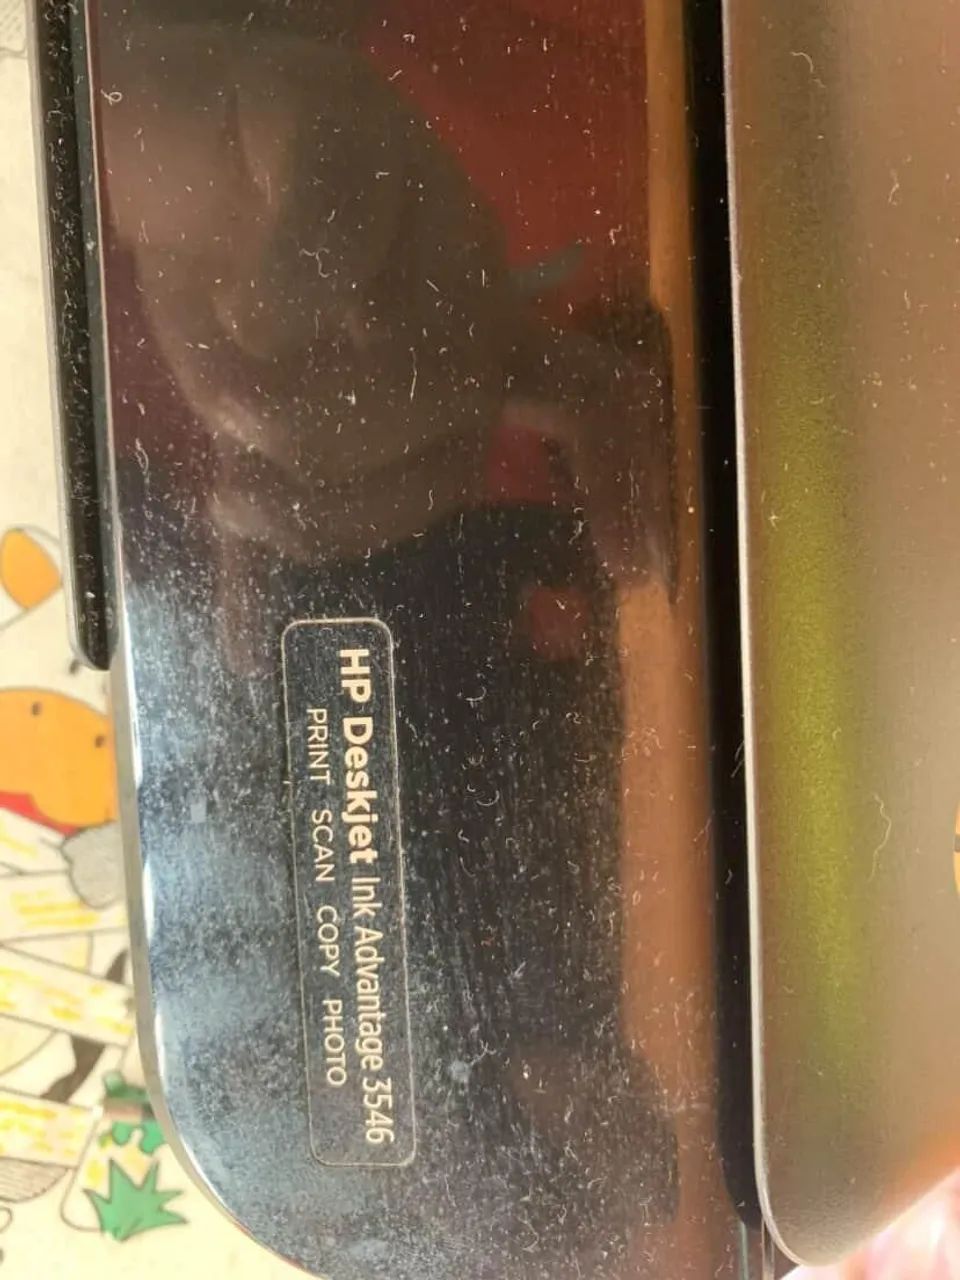 HP Deskjet Ink Advantage 3546
PRINT SCAN COPY PHOTO